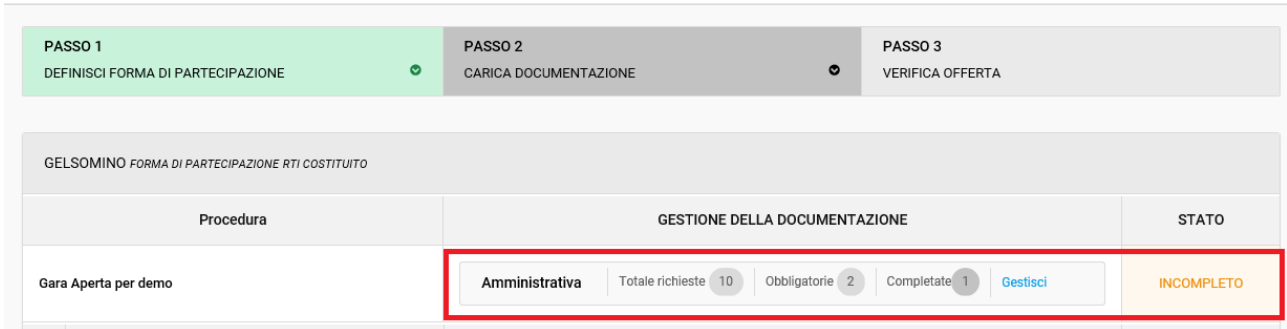 PASSO 1
DEFINISCI FORMA DI PARTECIPAZIONE
PASSO 2
CARICA DOCUMENTAZIONE
PASSO 3
VERIFICA OFFERTA
GELSOMINO FORMA DI PARTECIPAZIONE RTI COSTITUITO
Procedura GESTIONE DELLA DOCUMENTAZIONE STATO
Gara Aperta per demo Amministrativa Totale richieste 10 Obbligatorie 2 Completate 1 Gestisci INCOMPLETO